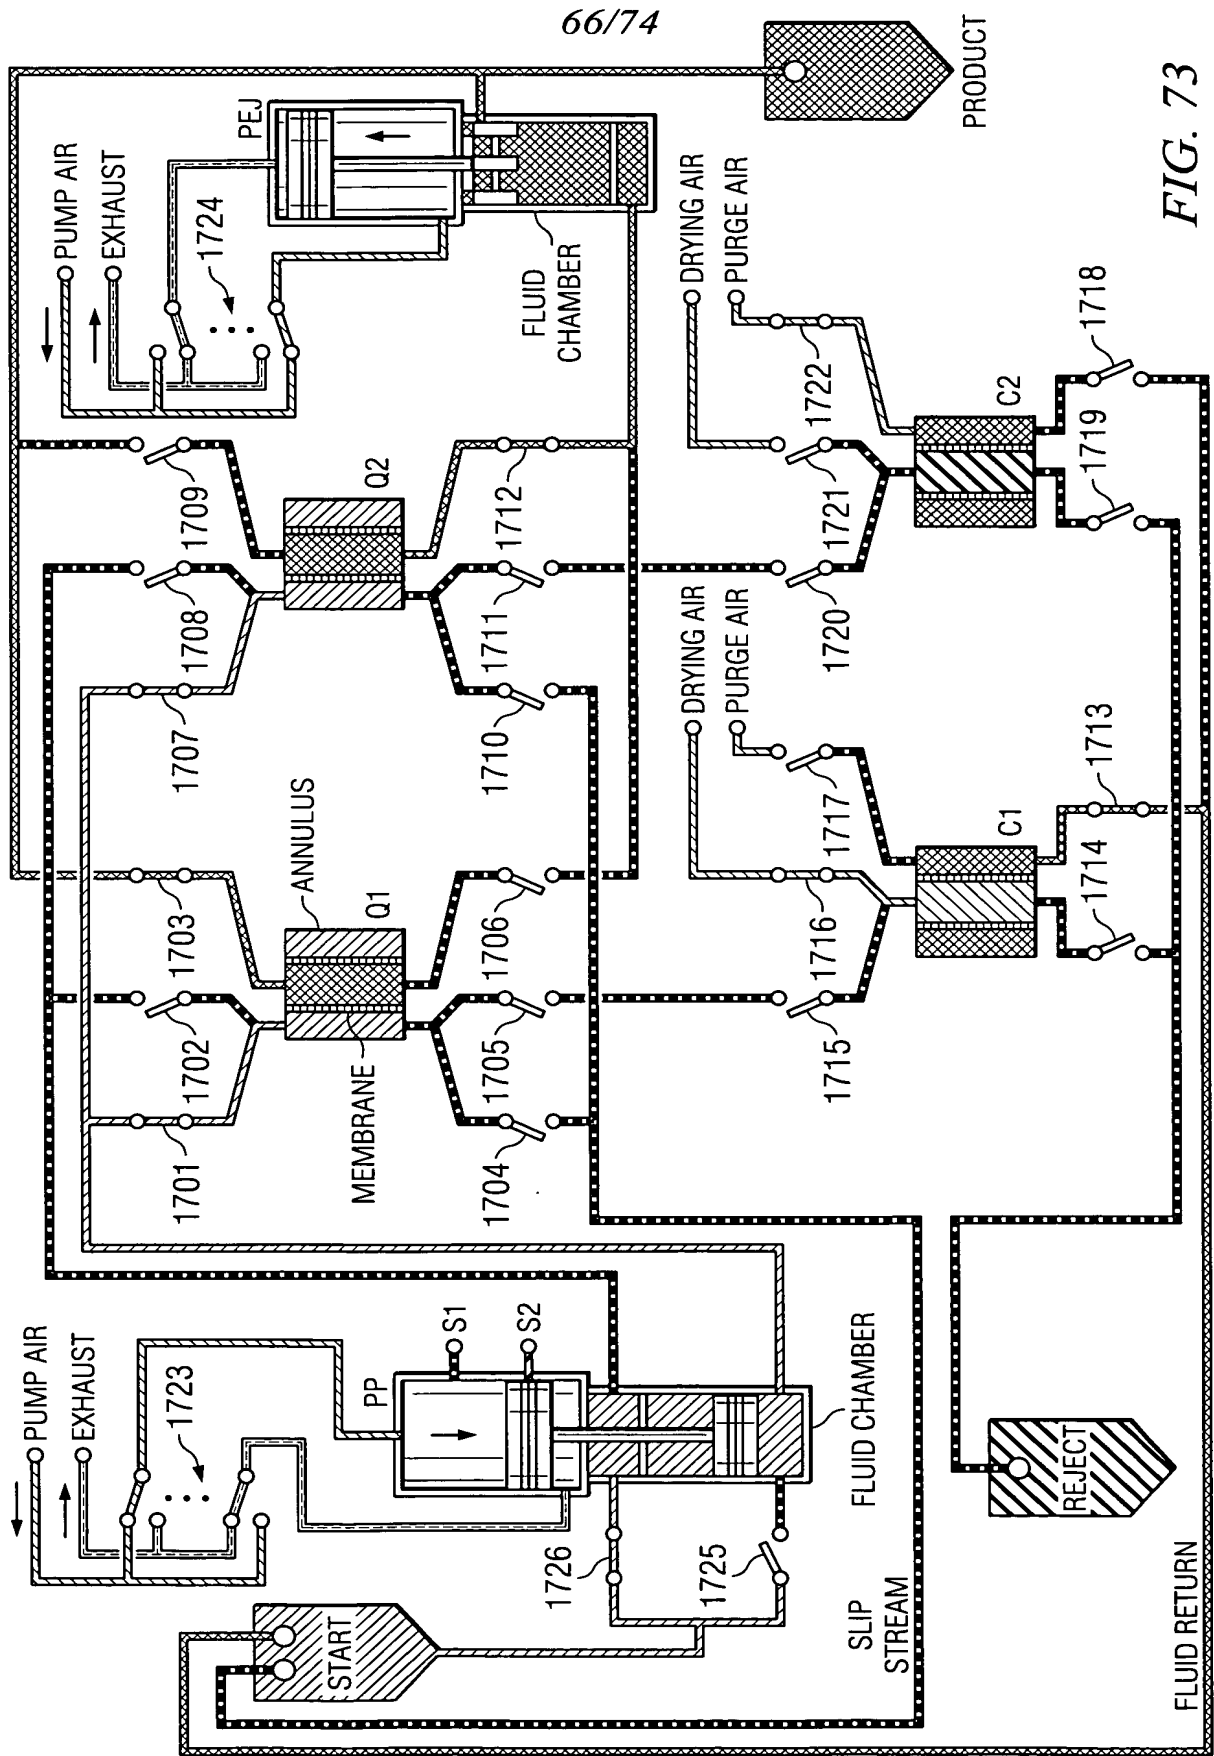 66/74
PUMP AIR
EXHAUST
1724
PEJ
FLUID
CHAMBER
PRODUCT
FIG. 73
1709
1708
1707
Q2
1712
1711
1710
DRYING AIR
PURGE AIR
1722
1721
1720
C2
1718
1719
1703
1702
1701
ANNULUS
Q1
MEMBRANE
1706
1705
1704
DRYING AIR
PURGE AIR
1717
1716
1715
C1
1713
1714
PUMP AIR
EXHAUST
1723
PP
S1
S2
FLUID CHAMBER
1726
1725
START
SLIP
STREAM
REJECT
FLUID RETURN